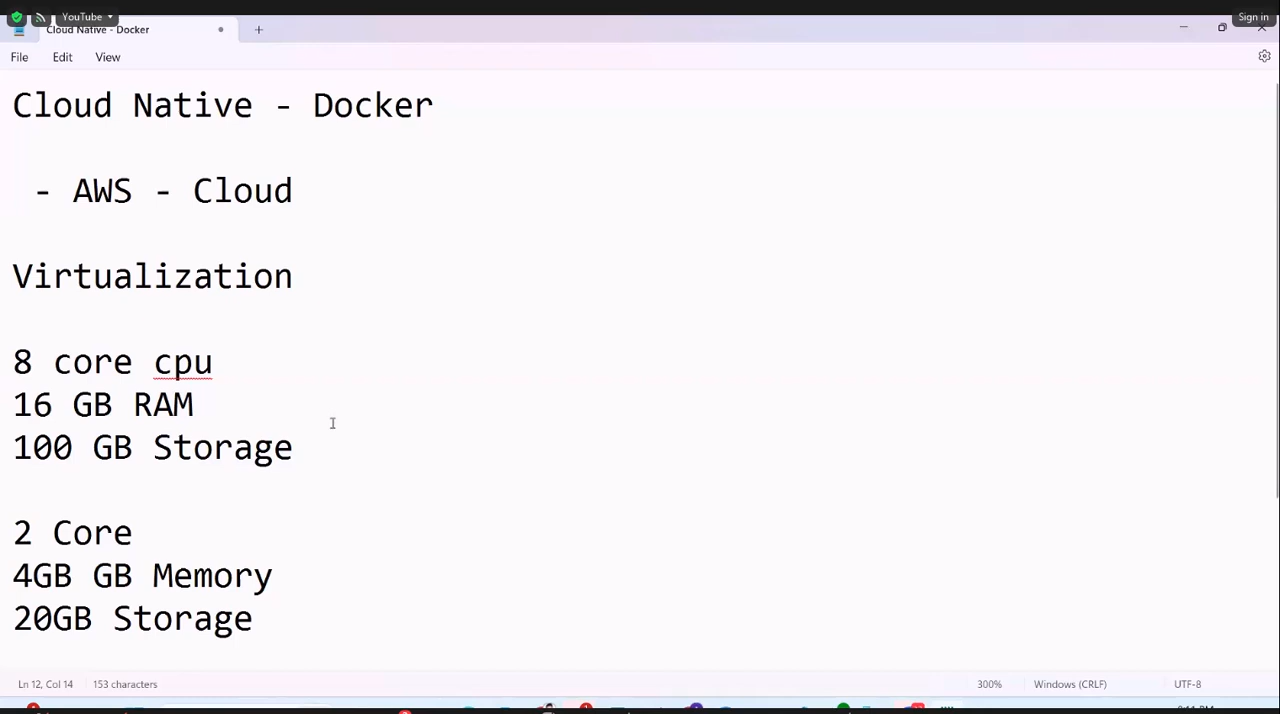 YouTube
Sign in
Cloud Native - Docker
File Edit View
Cloud Native - Docker
- AWS - Cloud
Virtualization
8 core cpu
16 GB RAM
100 GB Storage
2 Core
4GB GB Memory
20GB Storage
Ln 12, Col 14 153 characters 300% Windows (CRLF) UTF-8